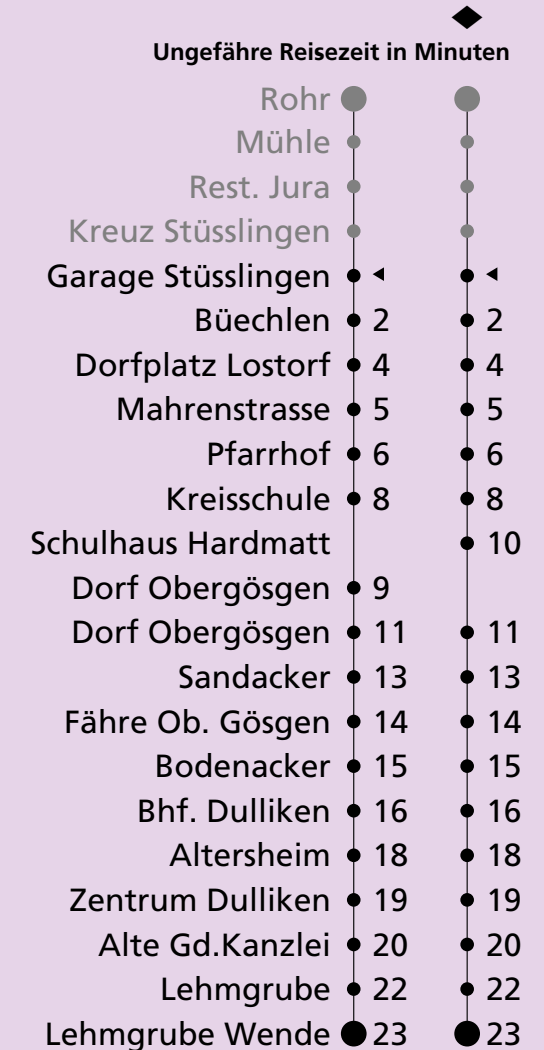 Ungefähre Reisezeit in Minuten
Rohr
Mühle
Rest. Jura
Kreuz Stüsslingen
Garage Stüsslingen
Büechlen 2 2
Dorfplatz Lostorf 4 4
Mahrenstrasse 5 5
Pfarrhof 6 6
Kreisschule 8 8
Schulhaus Hardmatt 10
Dorf Obergösgen 9
Dorf Obergösgen 11 11
Sandacker 13 13
Fähre Ob. Gösgen 14 14
Bodenacker 15 15
Bhf. Dulliken 16 16
Altersheim 18 18
Zentrum Dulliken 19 19
Alte Gd.Kanzlei 20 20
Lehmgrube 22 22
Lehmgrube Wende 23 23